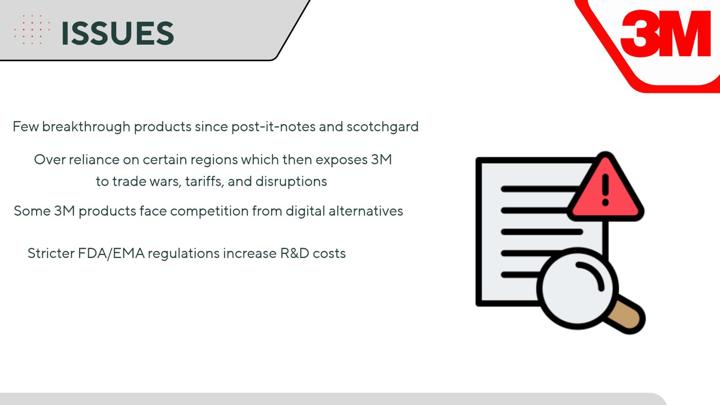 ISSUES
3M
Few breakthrough products since post-it-notes and scotchgard
Over reliance on certain regions which then exposes 3M
to trade wars, tariffs, and disruptions
Some 3M products face competition from digital alternatives
Stricter FDA/EMA regulations increase R&D costs